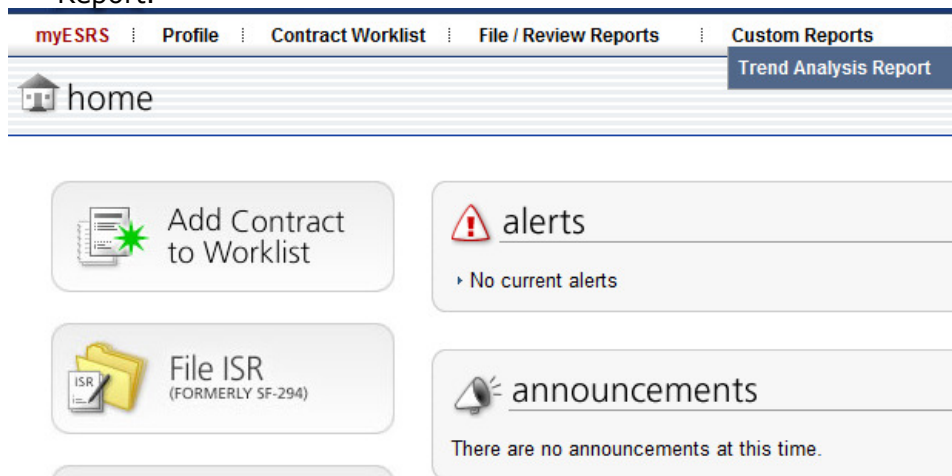 Report.
myESRS Profile Contract Worklist File / Review Reports Custom Reports
Trend Analysis Report
home
Add Contract
to Worklist
alerts
No current alerts
File ISR
(FORMERLY SF-294)
ISR
announcements
There are no announcements at this time.